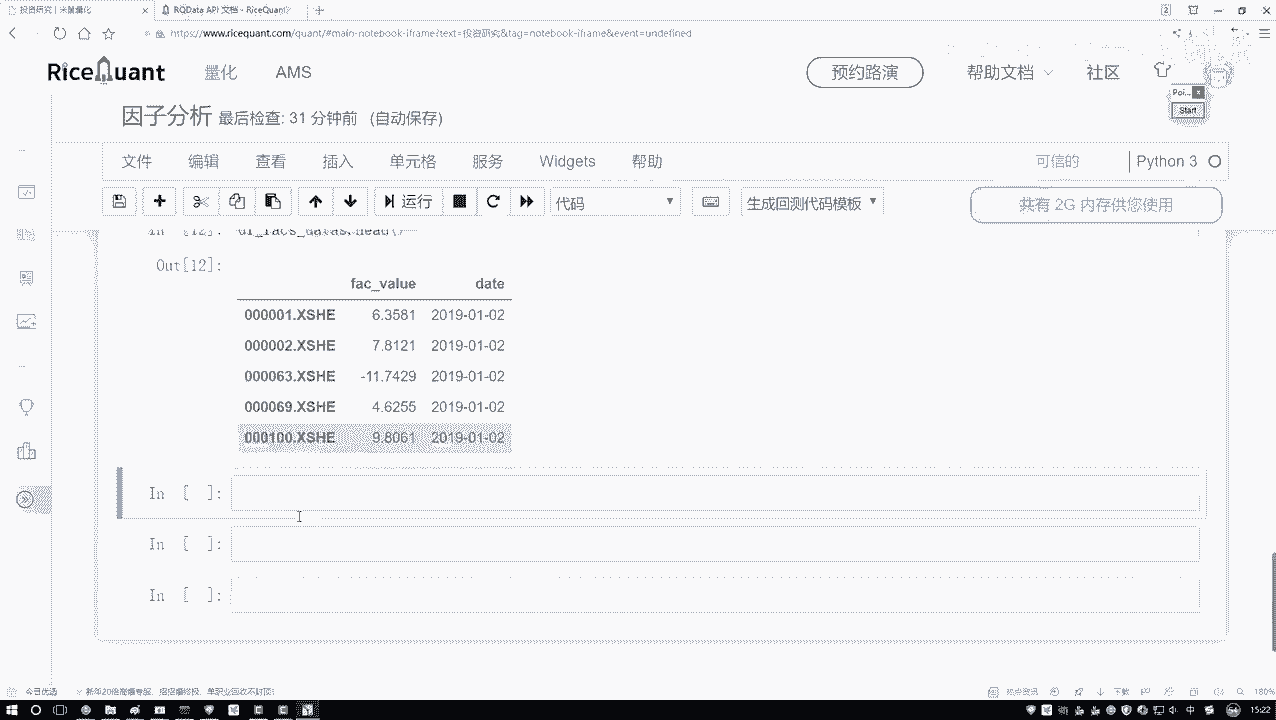 投资研究 | 米筐量化
RQData API 文档 - RiceQuant
https://www.ricequant.com/quant/#main-notebook-iframe?text=投资研究&tag=notebook-iframe&event=undefined
RiceQuant 量化 AMS 预约路演 帮助文档 社区
Start
因子分析 最后检查: 31 分钟前 (自动保存)
文件 编辑 查看 插入 单元格 服务 Widgets 帮助 可信的 Python 3
运行 代码 生成回测代码模板 共有 2G 内存供您使用
In [12]:
Out[12]:
fac_value date
000001.XSHE 6.3581 2019-01-02
000002.XSHE 7.8121 2019-01-02
000063.XSHE -11.7429 2019-01-02
000069.XSHE 4.6255 2019-01-02
000100.XSHE 9.8061 2019-01-02
In [ ]:
In [ ]:
In [ ]:
今日优选
热点资讯 下载 180%
15:22